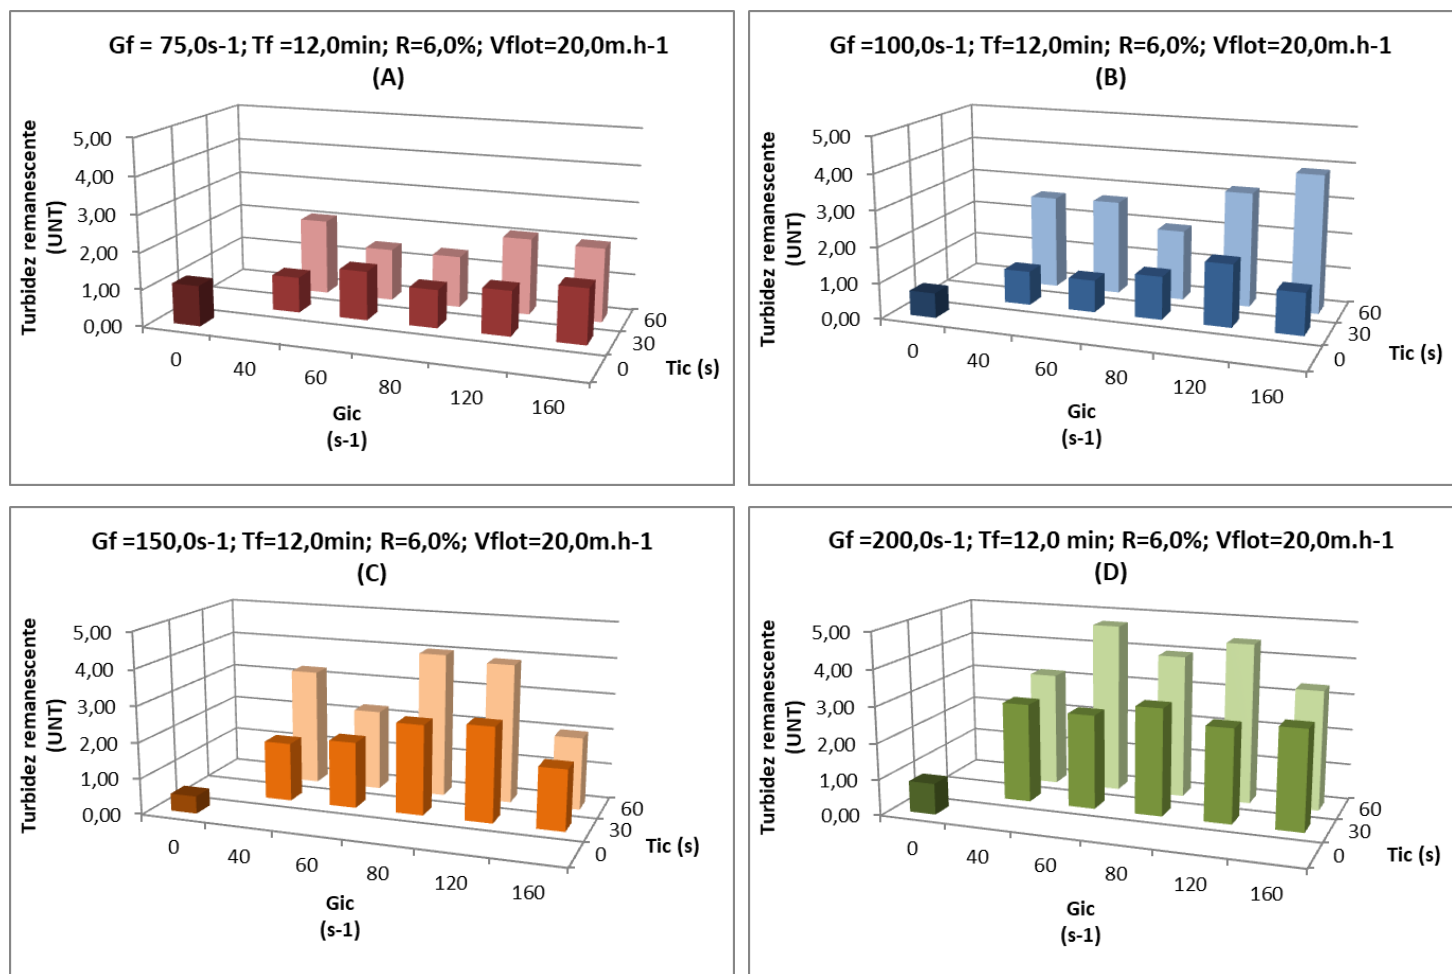 Gf = 75,0s-1; Tf =12,0min; R=6,0%; Vflot=20,0m.h-1
(A)
Turbidez remanescente
(UNT)
5,00
4,00
3,00
2,00
1,00
0,00
0
40
60
80
120
160
Gic
(s-1)
60
30
0
Tic (s)
Gf =100,0s-1; Tf=12,0min; R=6,0%; Vflot=20,0m.h-1
(B)
Turbidez remanescente
(UNT)
5,00
4,00
3,00
2,00
1,00
0,00
0
40
60
80
120
160
Gic
(s-1)
60
30
0
Tic (s)
Gf =150,0s-1; Tf=12,0min; R=6,0%; Vflot=20,0m.h-1
(C)
Turbidez remanescente
(UNT)
5,00
4,00
3,00
2,00
1,00
0,00
0
40
60
80
120
160
Gic
(s-1)
60
30
0
Tic (s)
Gf =200,0s-1; Tf=12,0 min; R=6,0%; Vflot=20,0m.h-1
(D)
Turbidez remanescente
(UNT)
5,00
4,00
3,00
2,00
1,00
0,00
0
40
60
80
120
160
Gic
(s-1)
60
30
0
Tic (s)